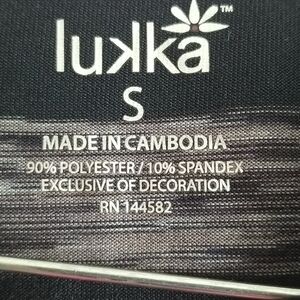 lukka™
S
MADE IN CAMBODIA
90% POLYESTER / 10% SPANDEX
EXCLUSIVE OF DECORATION
RN 144582